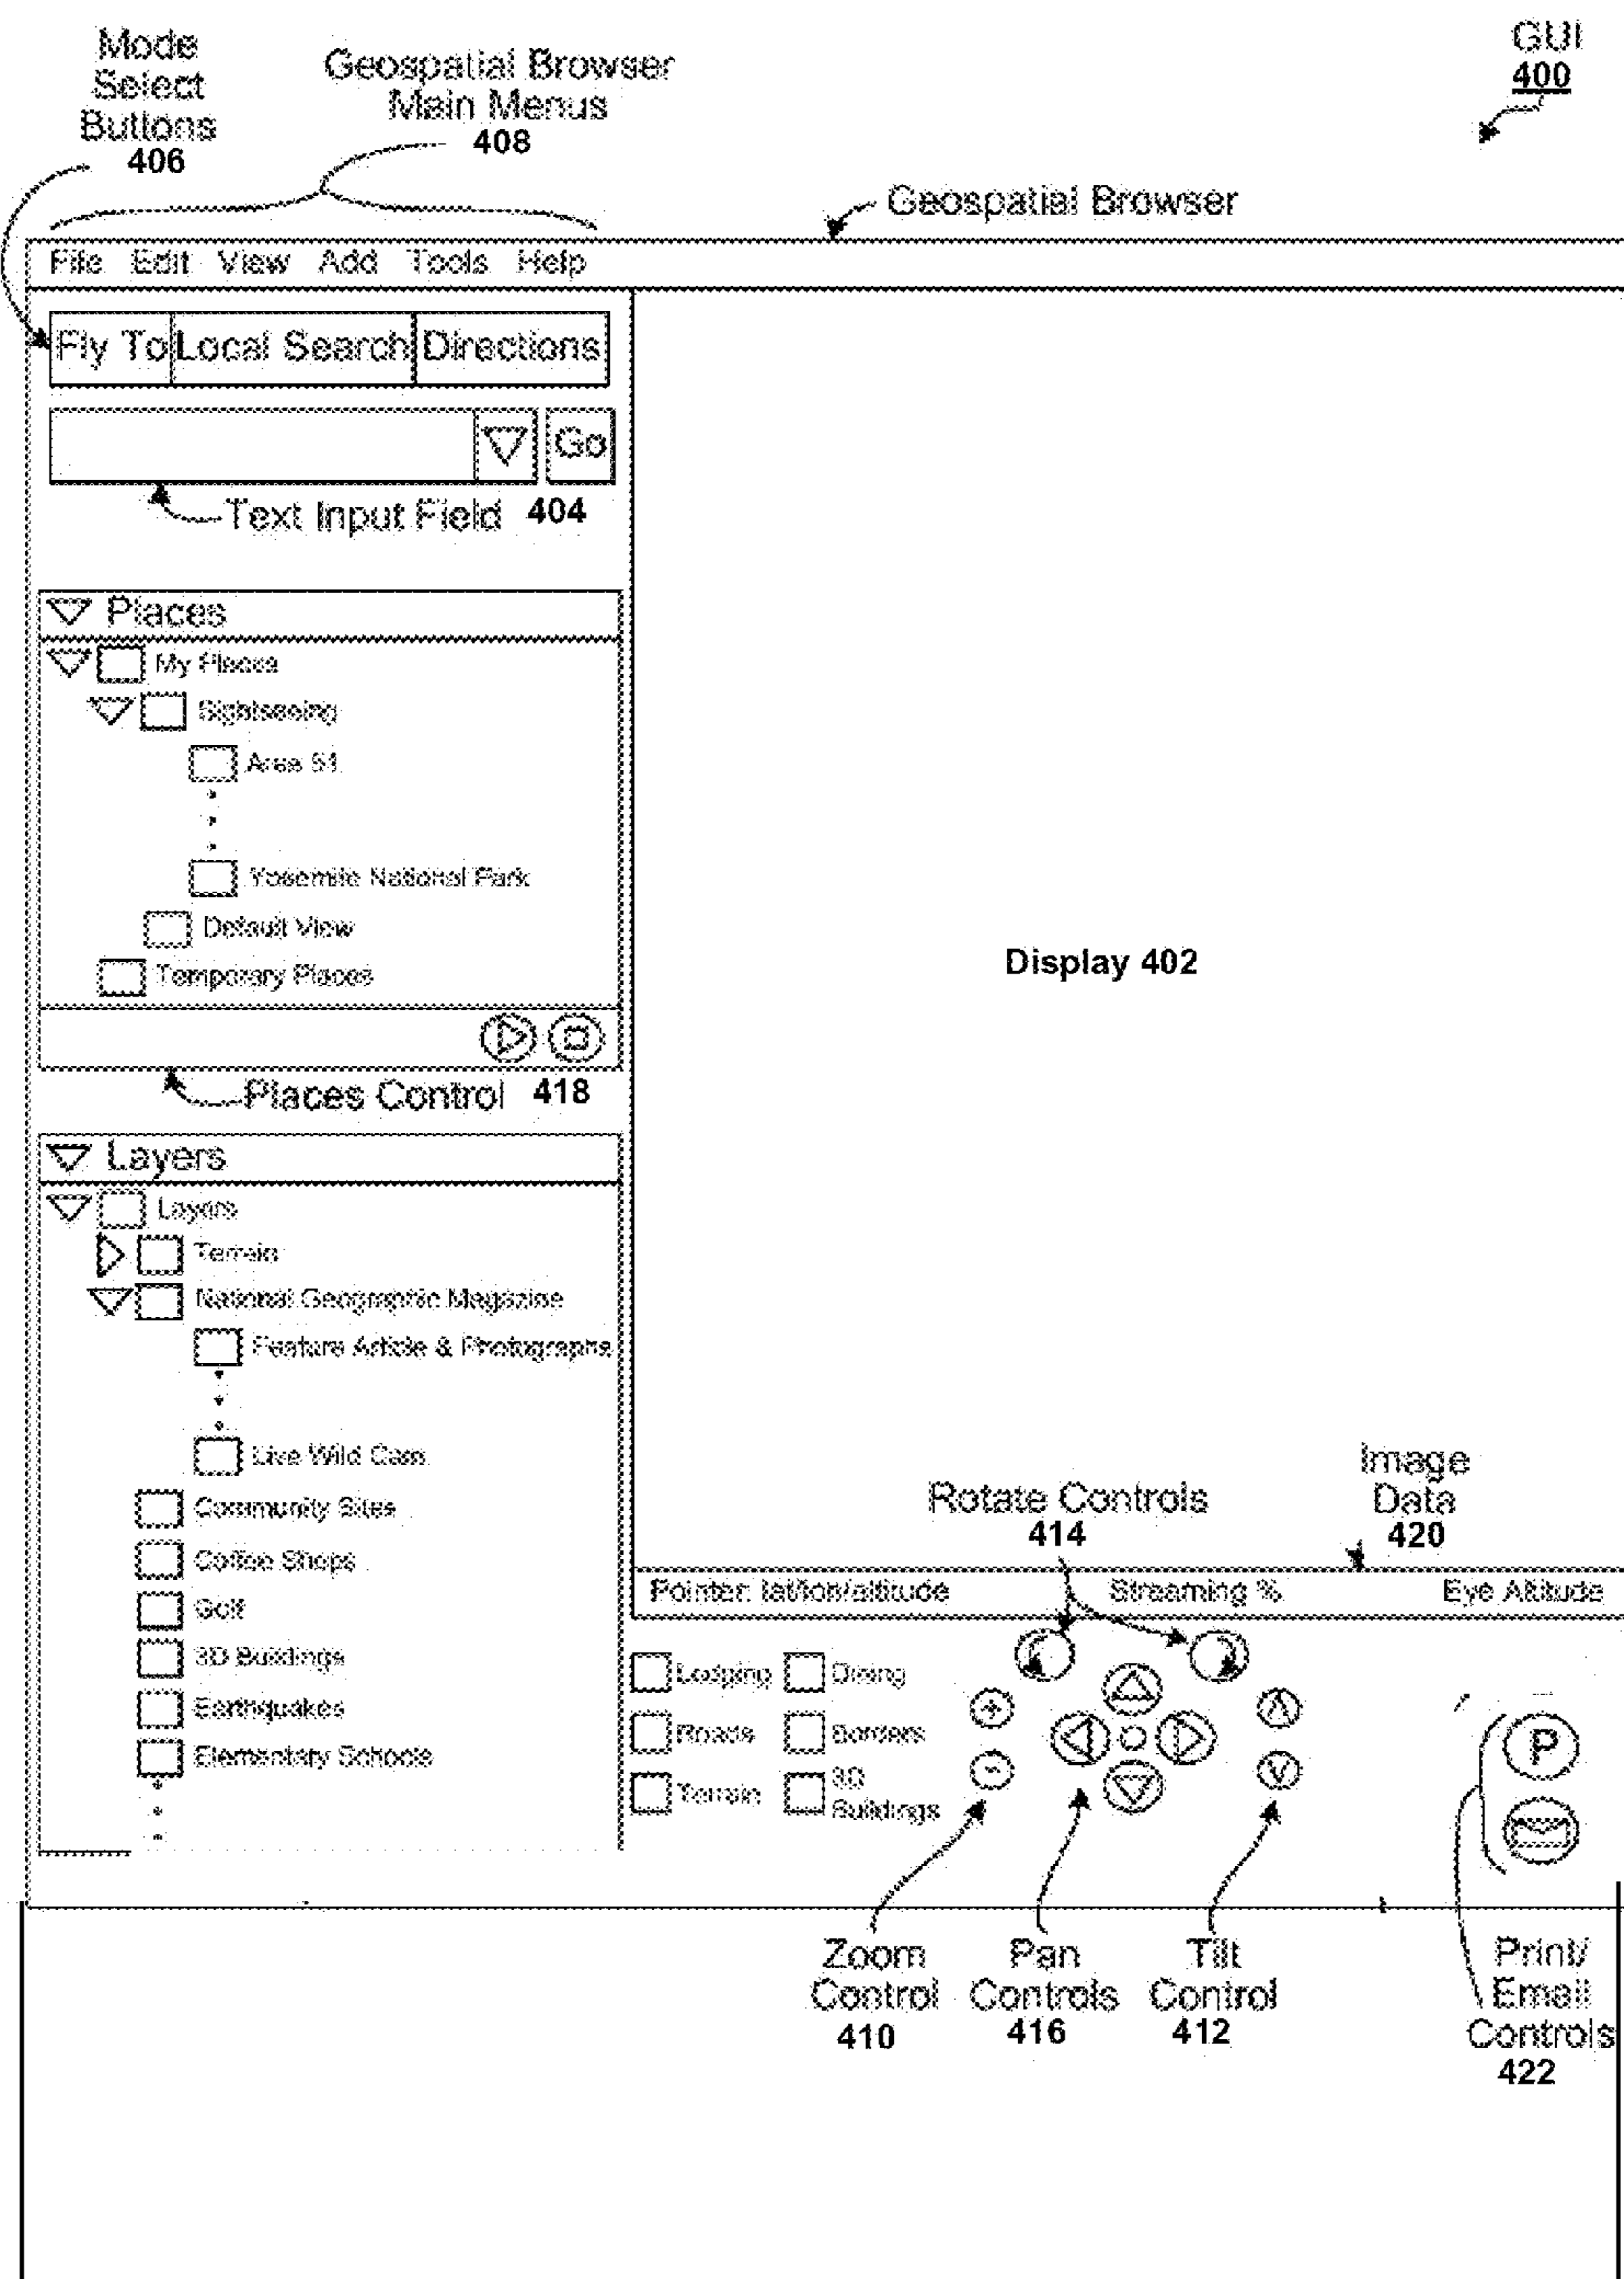 Mode
Select
Buttons
406
Geospatial Browser
Main Menus
408
GUI
400
Geospatial Browser
File Edit View Add Tools Help
Fly To Local Search Directions
Go
Text Input Field 404
Places
My Places
Sightseeing
Area 51
Yosemite National Park
Default View
Temporary Places
Places Control 418
Layers
Layers
Terrain
National Geographic Magazine
Feature Article & Photographs
Live Wild Cam
Community Sites
Coffee Shops
Golf
3D Buildings
Earthquakes
Elementary Schools
Display 402
Rotate Controls
414
Image
Data
420
Pointer: lat/lon/altitude Streaming % Eye Altitude
Lodging Dining
Roads Borders
Terrain 3D
Buildings
P
Zoom
Control
410
Pan
Controls
416
Tilt
Control
412
Print/
Email
Controls
422